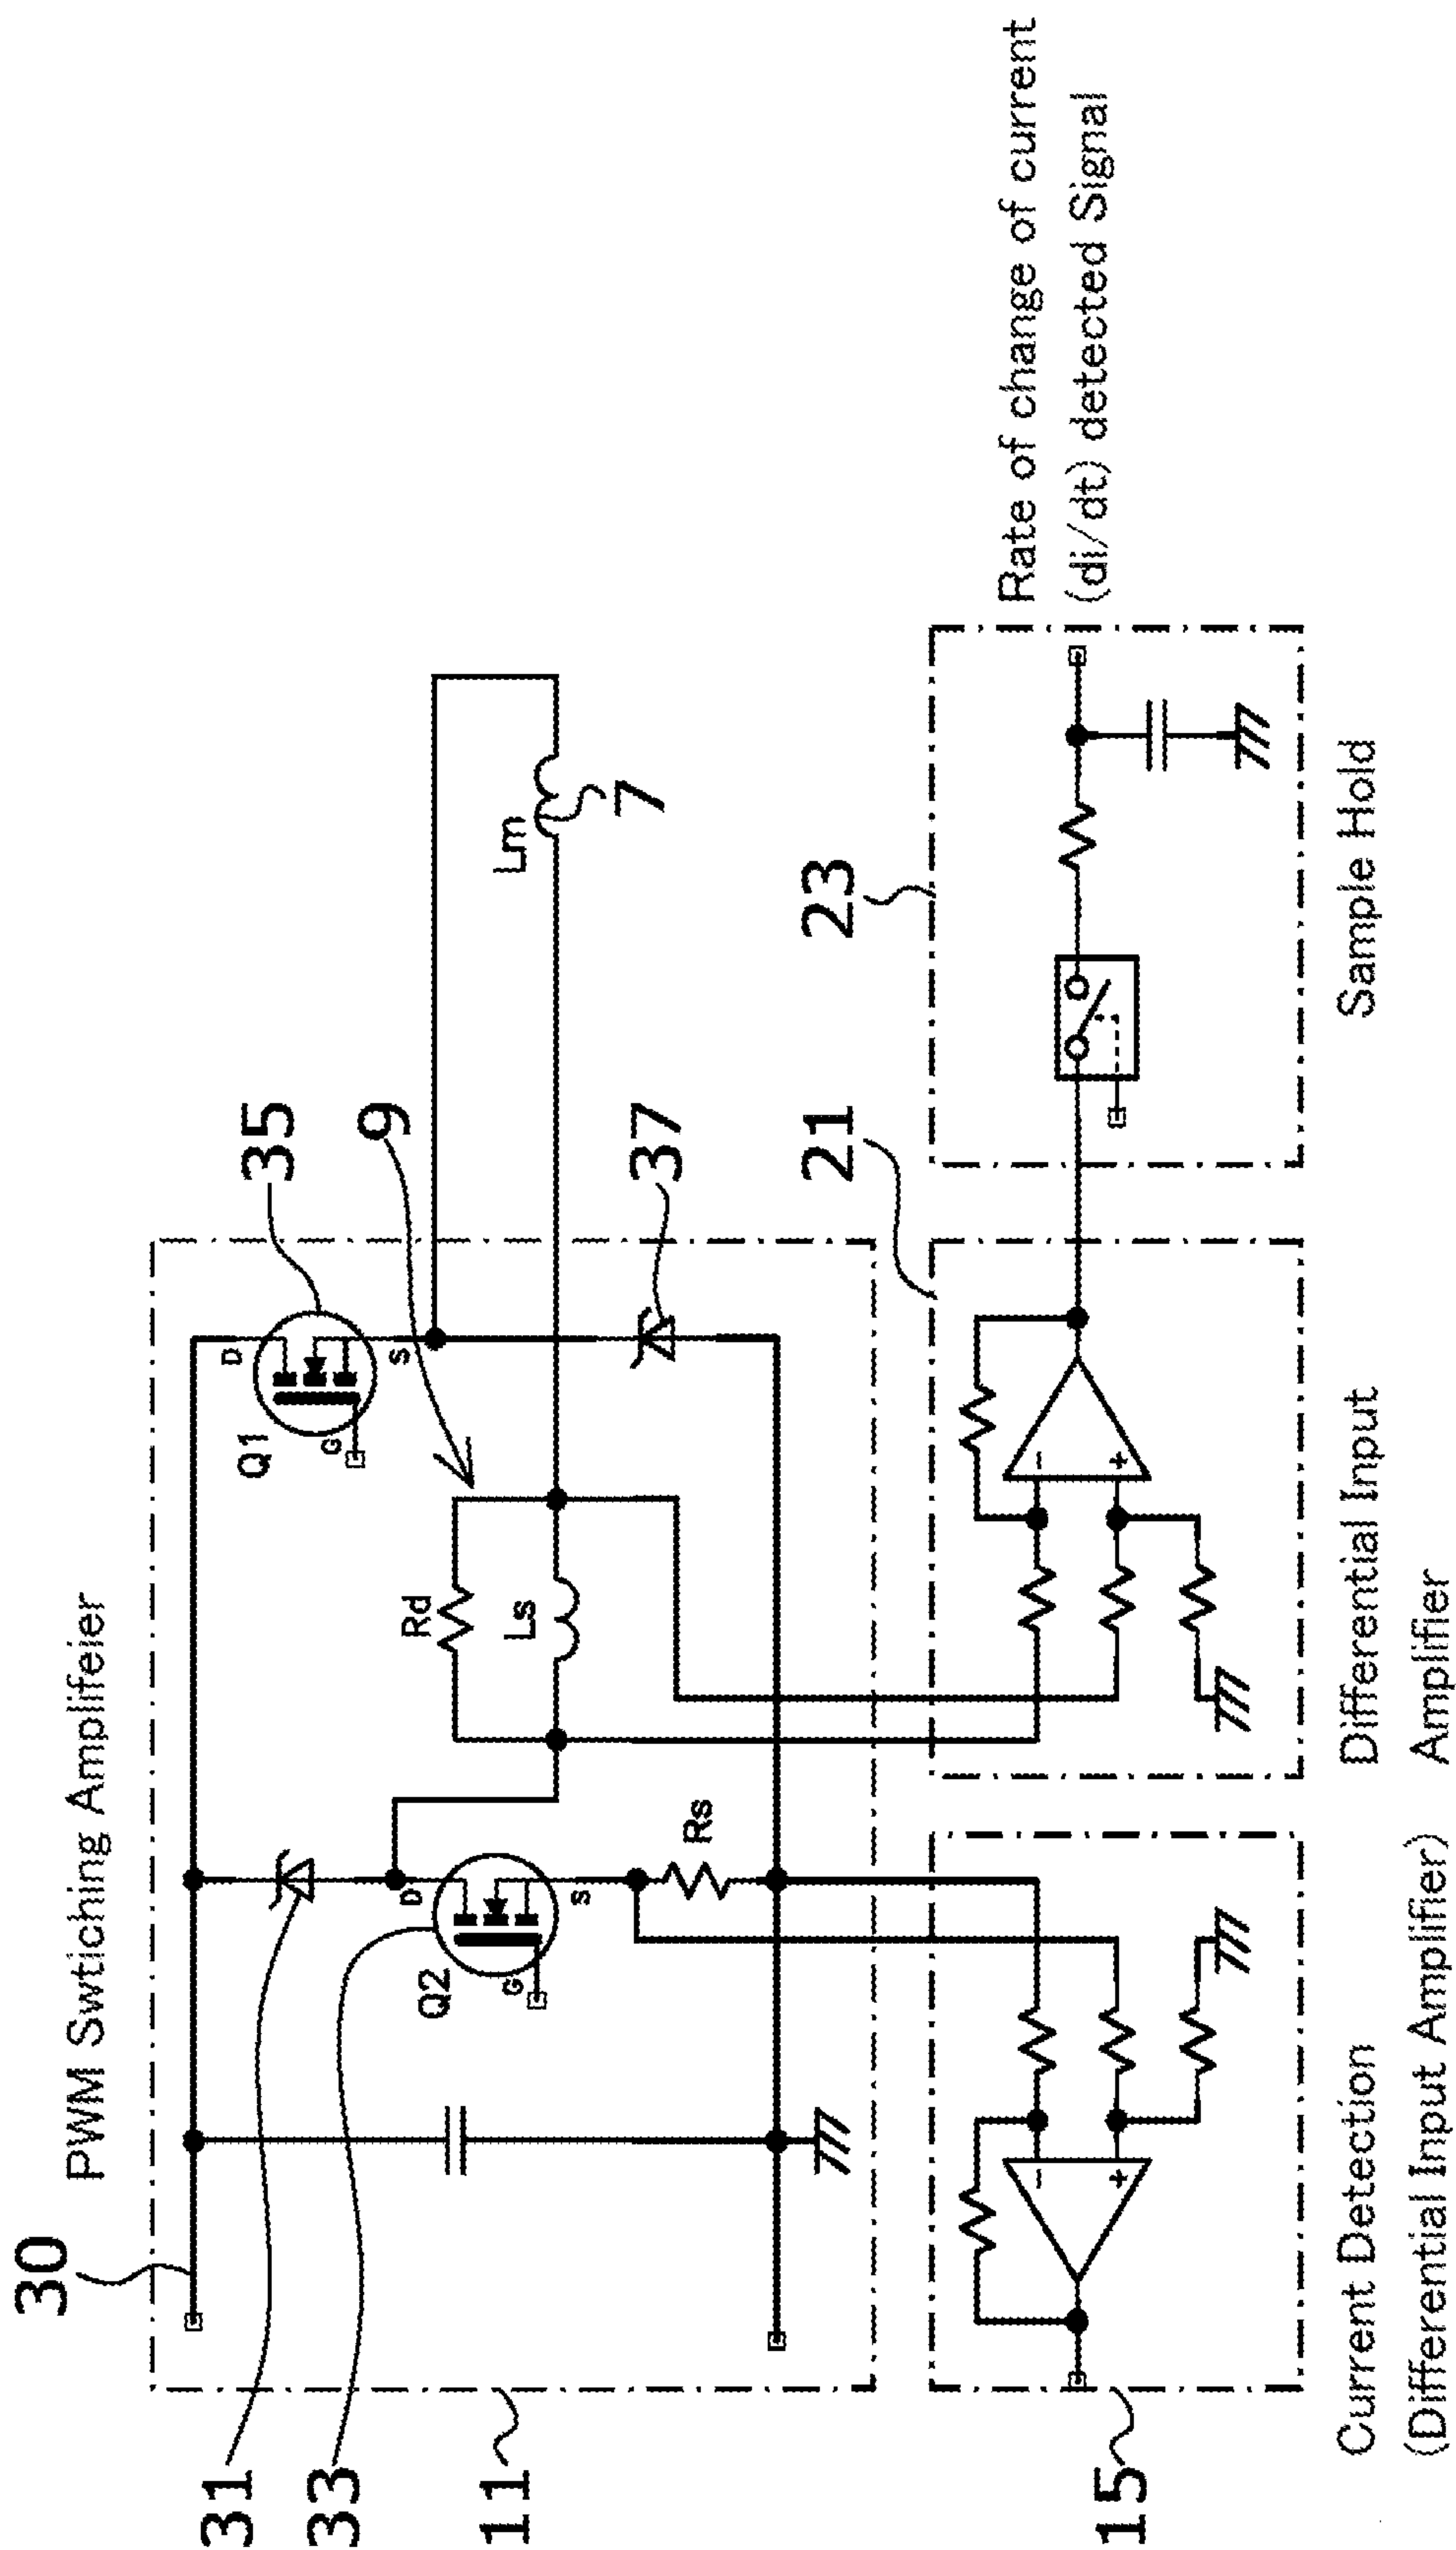 PWM Swtiching Amplifeier
30
31
33
11
15
35
9
37
7
21
23
Q1
D
G
S
Q2
D
G
S
Rd
Ls
Rs
Lm
-
+
-
+
Current Detection
(Differential Input Amplifier)
Differential Input
Amplifier
Sample Hold
Rate of change of current
(di/dt) detected Signal